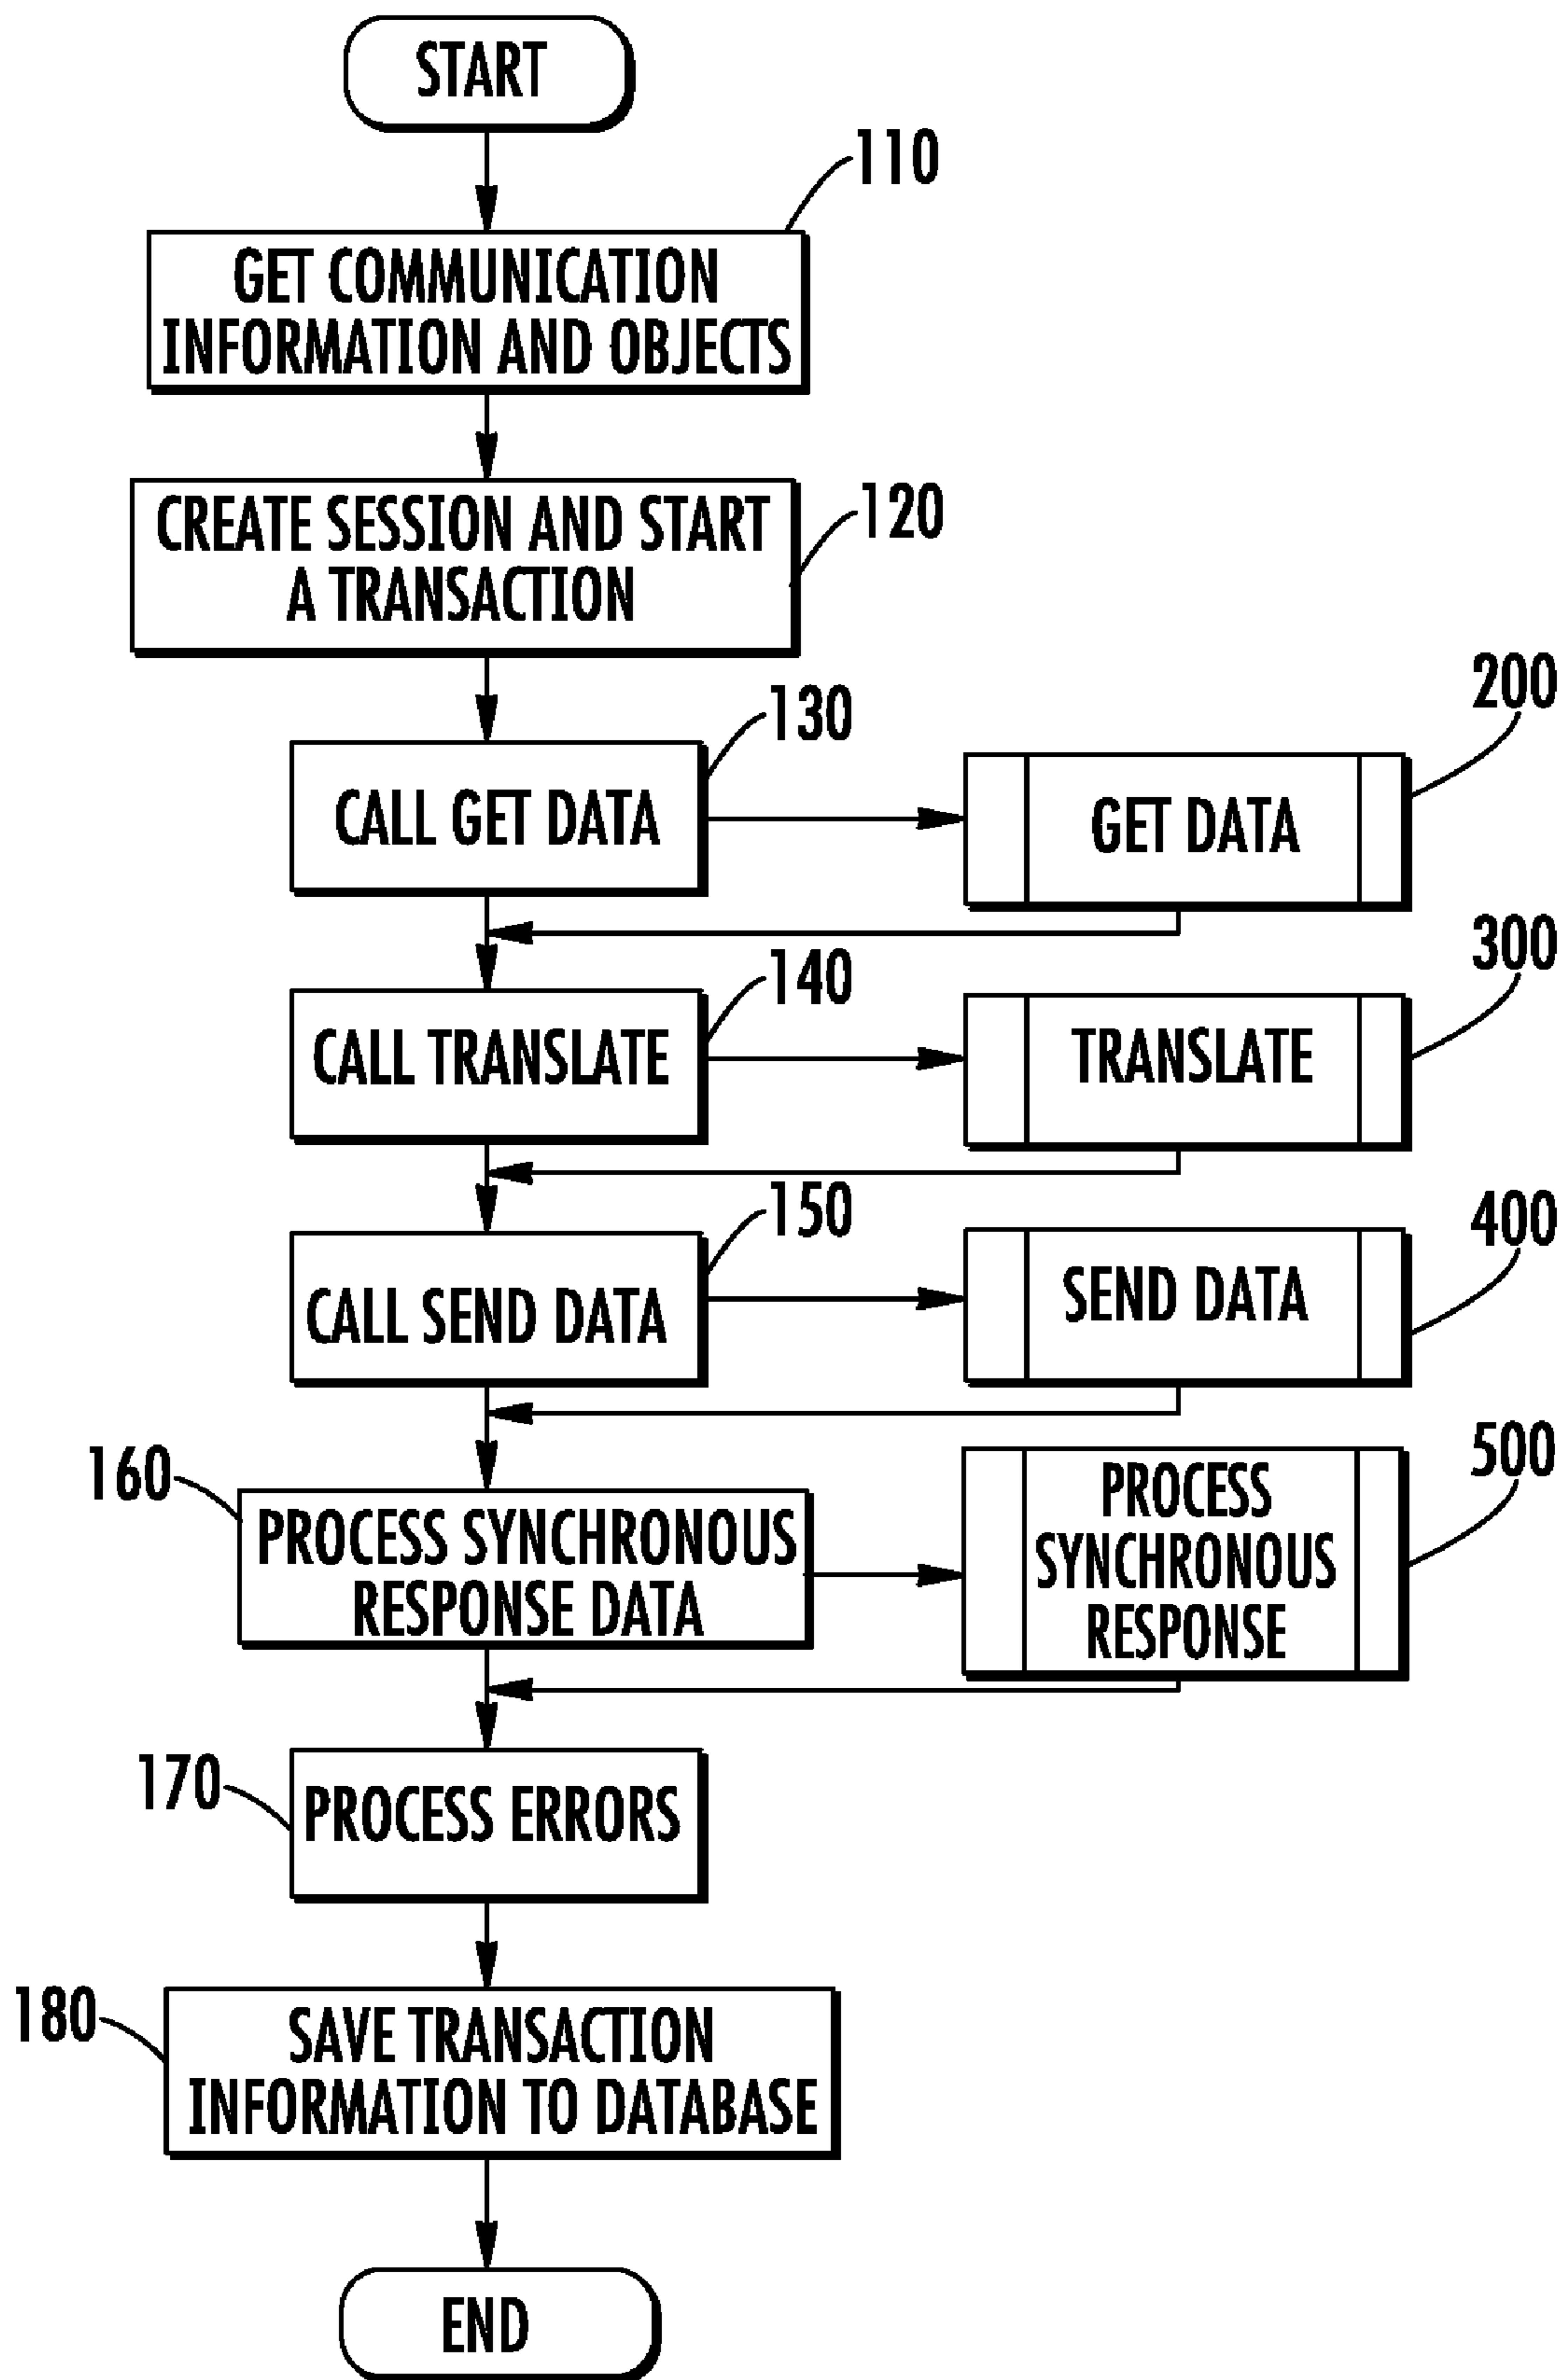 START
110
GET COMMUNICATION
INFORMATION AND OBJECTS
CREATE SESSION AND START
A TRANSACTION
120
130
CALL GET DATA
200
GET DATA
140
CALL TRANSLATE
300
TRANSLATE
150
CALL SEND DATA
400
SEND DATA
160
PROCESS SYNCHRONOUS
RESPONSE DATA
500
PROCESS
SYNCHRONOUS
RESPONSE
170
PROCESS ERRORS
180
SAVE TRANSACTION
INFORMATION TO DATABASE
END